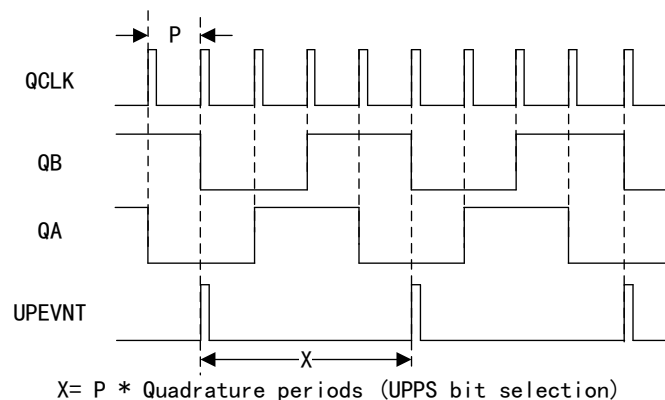 P
QCLK
QB
QA
UPEVNT
X
X= P * Quadrature periods (UPPS bit selection)